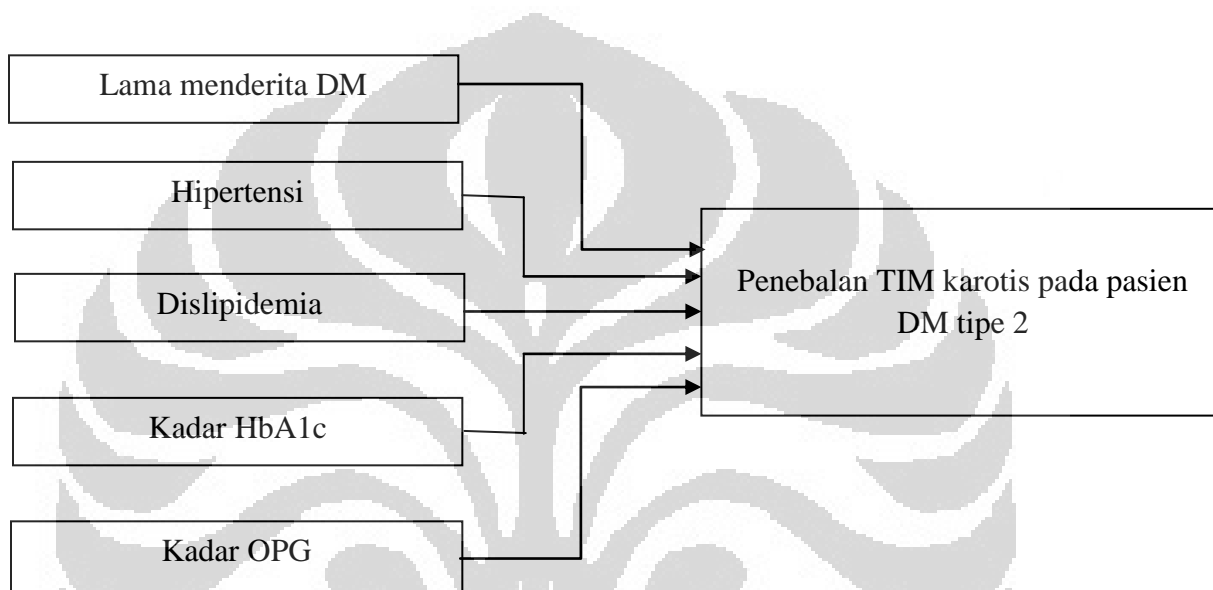 Lama menderita DM
Hipertensi
Dislipidemia
Kadar HbA1c
Kadar OPG
Penebalan TIM karotis pada pasien
DM tipe 2